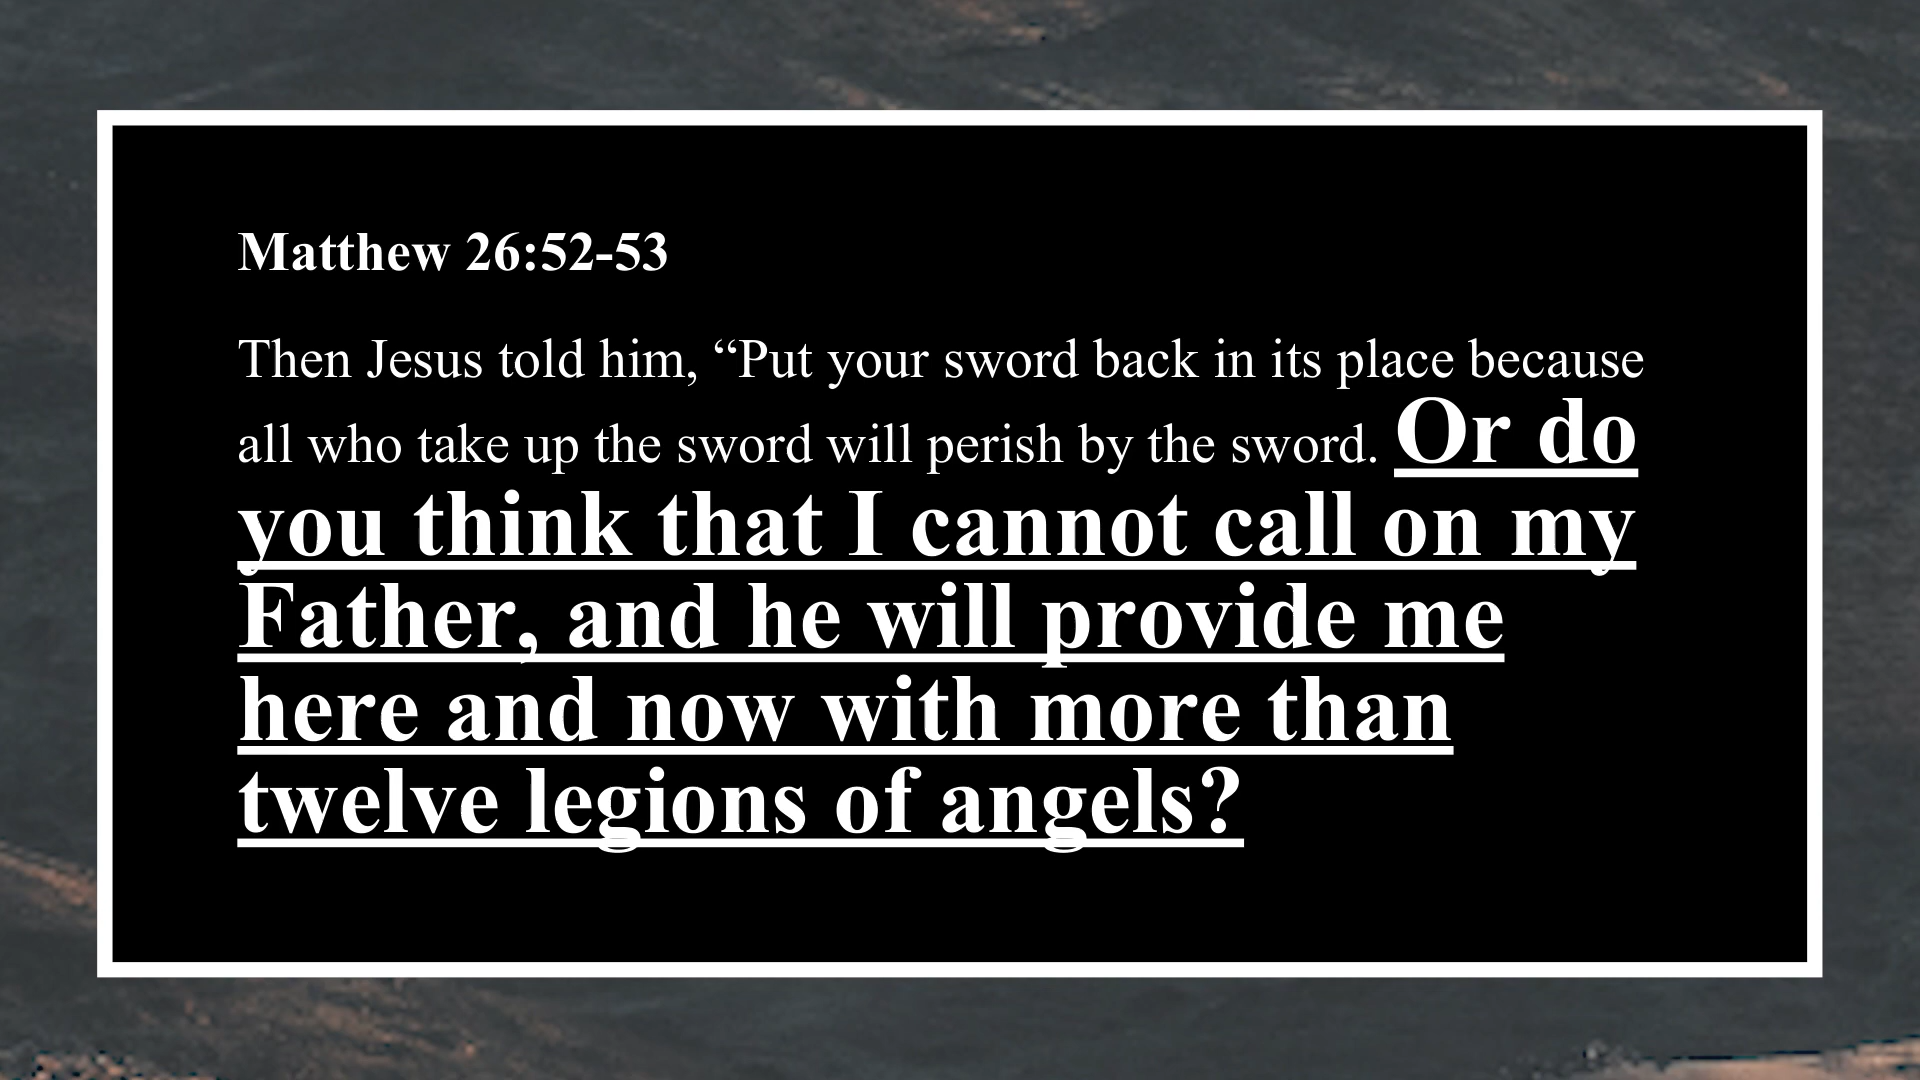 Matthew 26:52-53
Then Jesus told him, “Put your sword back in its place because
all who take up the sword will perish by the sword. Or do
you think that I cannot call on my
Father, and he will provide me
here and now with more than
twelve legions of angels?